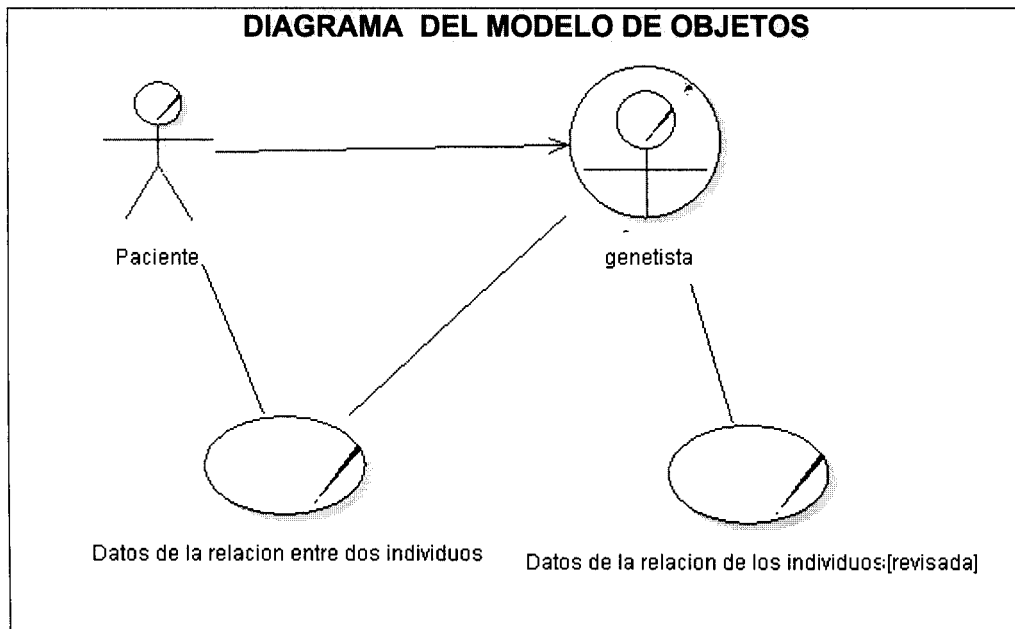 DIAGRAMA DEL MODELO DE OBJETOS
Paciente
genetista
Datos de la relacion entre dos individuos
Datos de la relacion de los individuos[revisada]